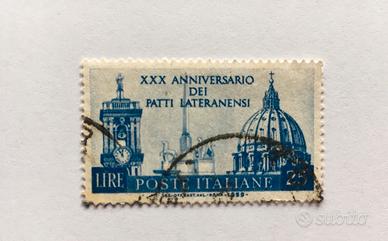 XXX ANNIVERSARIO
DEI
PATTI LATERANENSI
LIRE POSTE ITALIANE 25
subito